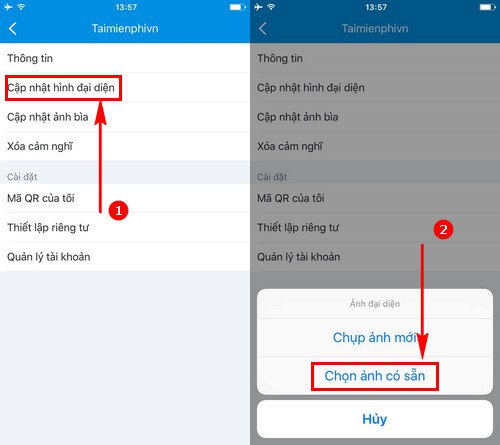 13:57
Taimienphivn
Thông tin
Cập nhật hình đại diện
Cập nhật ảnh bìa
Xóa cảm nghĩ
Cài đặt
Mã QR của tôi
Thiết lập riêng tư
Quản lý tài khoản
1
13:57
Taimienphivn
Thông tin
Cập nhật hình đại diện
Cập nhật ảnh bìa
Xóa cảm nghĩ
Cài đặt
Mã QR của tôi
Thiết lập riêng tư
Quản lý tài khoản
2
Ảnh đại diện
Chụp ảnh mới
Chọn ảnh có sẵn
Hủy